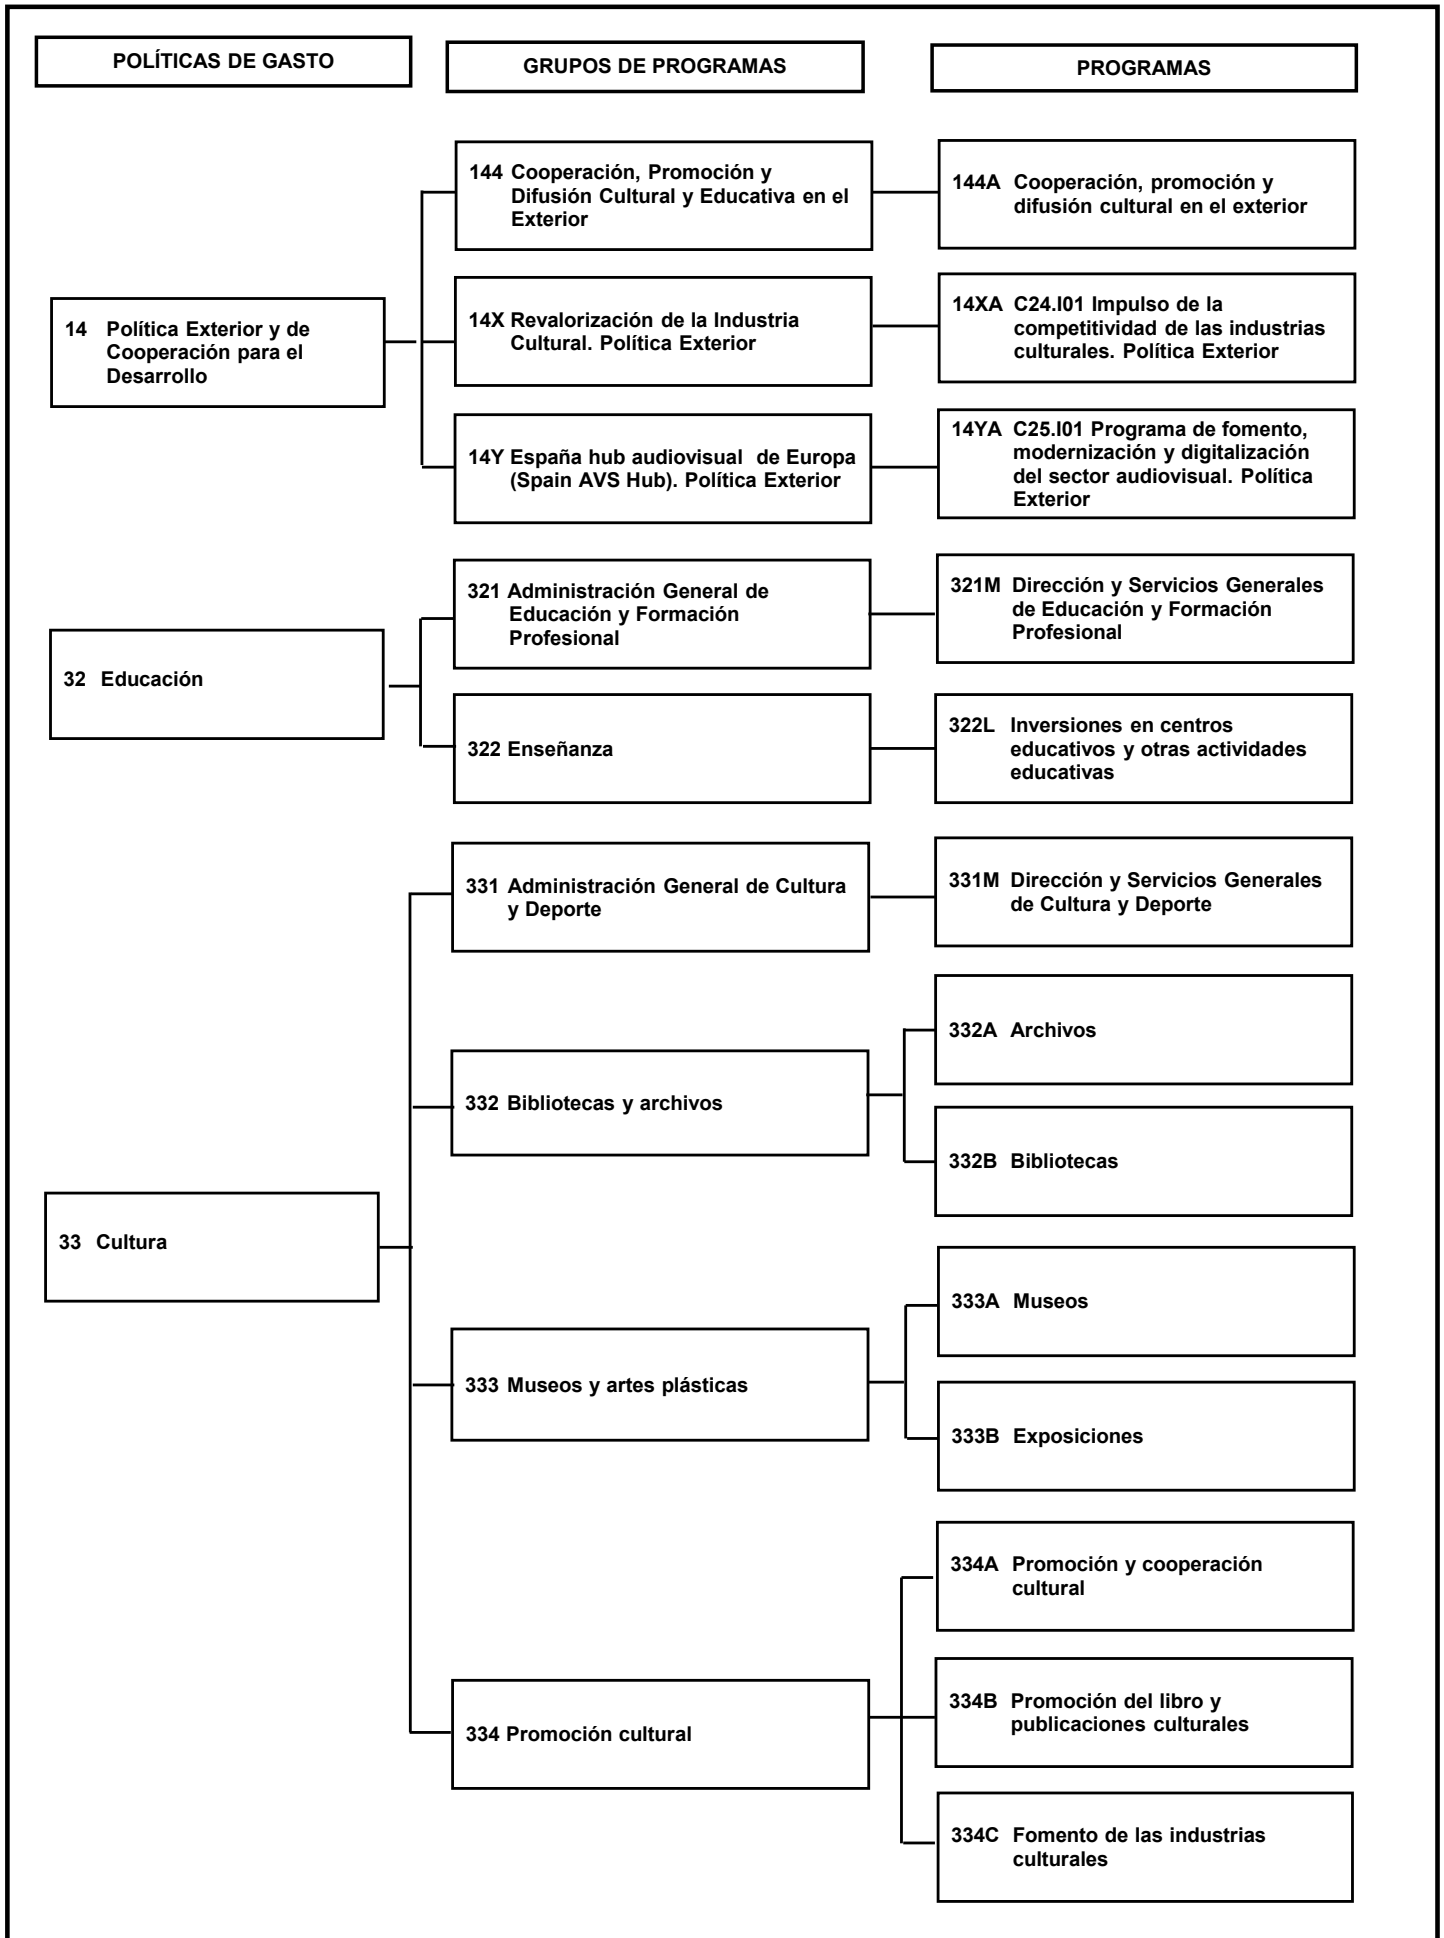 POLÍTICAS DE GASTO
GRUPOS DE PROGRAMAS
PROGRAMAS
14 Política Exterior y de
Cooperación para el
Desarrollo
144 Cooperación, Promoción y
Difusión Cultural y Educativa en el
Exterior
144A Cooperación, promoción y
difusión cultural en el exterior
14X Revalorización de la Industria
Cultural. Política Exterior
14XA C24.I01 Impulso de la
competitividad de las industrias
culturales. Política Exterior
14Y España hub audiovisual de Europa
(Spain AVS Hub). Política Exterior
14YA C25.I01 Programa de fomento,
modernización y digitalización
del sector audiovisual. Política
Exterior
32 Educación
321 Administración General de
Educación y Formación
Profesional
321M Dirección y Servicios Generales
de Educación y Formación
Profesional
322 Enseñanza
322L Inversiones en centros
educativos y otras actividades
educativas
33 Cultura
331 Administración General de Cultura
y Deporte
331M Dirección y Servicios Generales
de Cultura y Deporte
332 Bibliotecas y archivos
332A Archivos
332B Bibliotecas
333 Museos y artes plásticas
333A Museos
333B Exposiciones
334 Promoción cultural
334A Promoción y cooperación
cultural
334B Promoción del libro y
publicaciones culturales
334C Fomento de las industrias
culturales